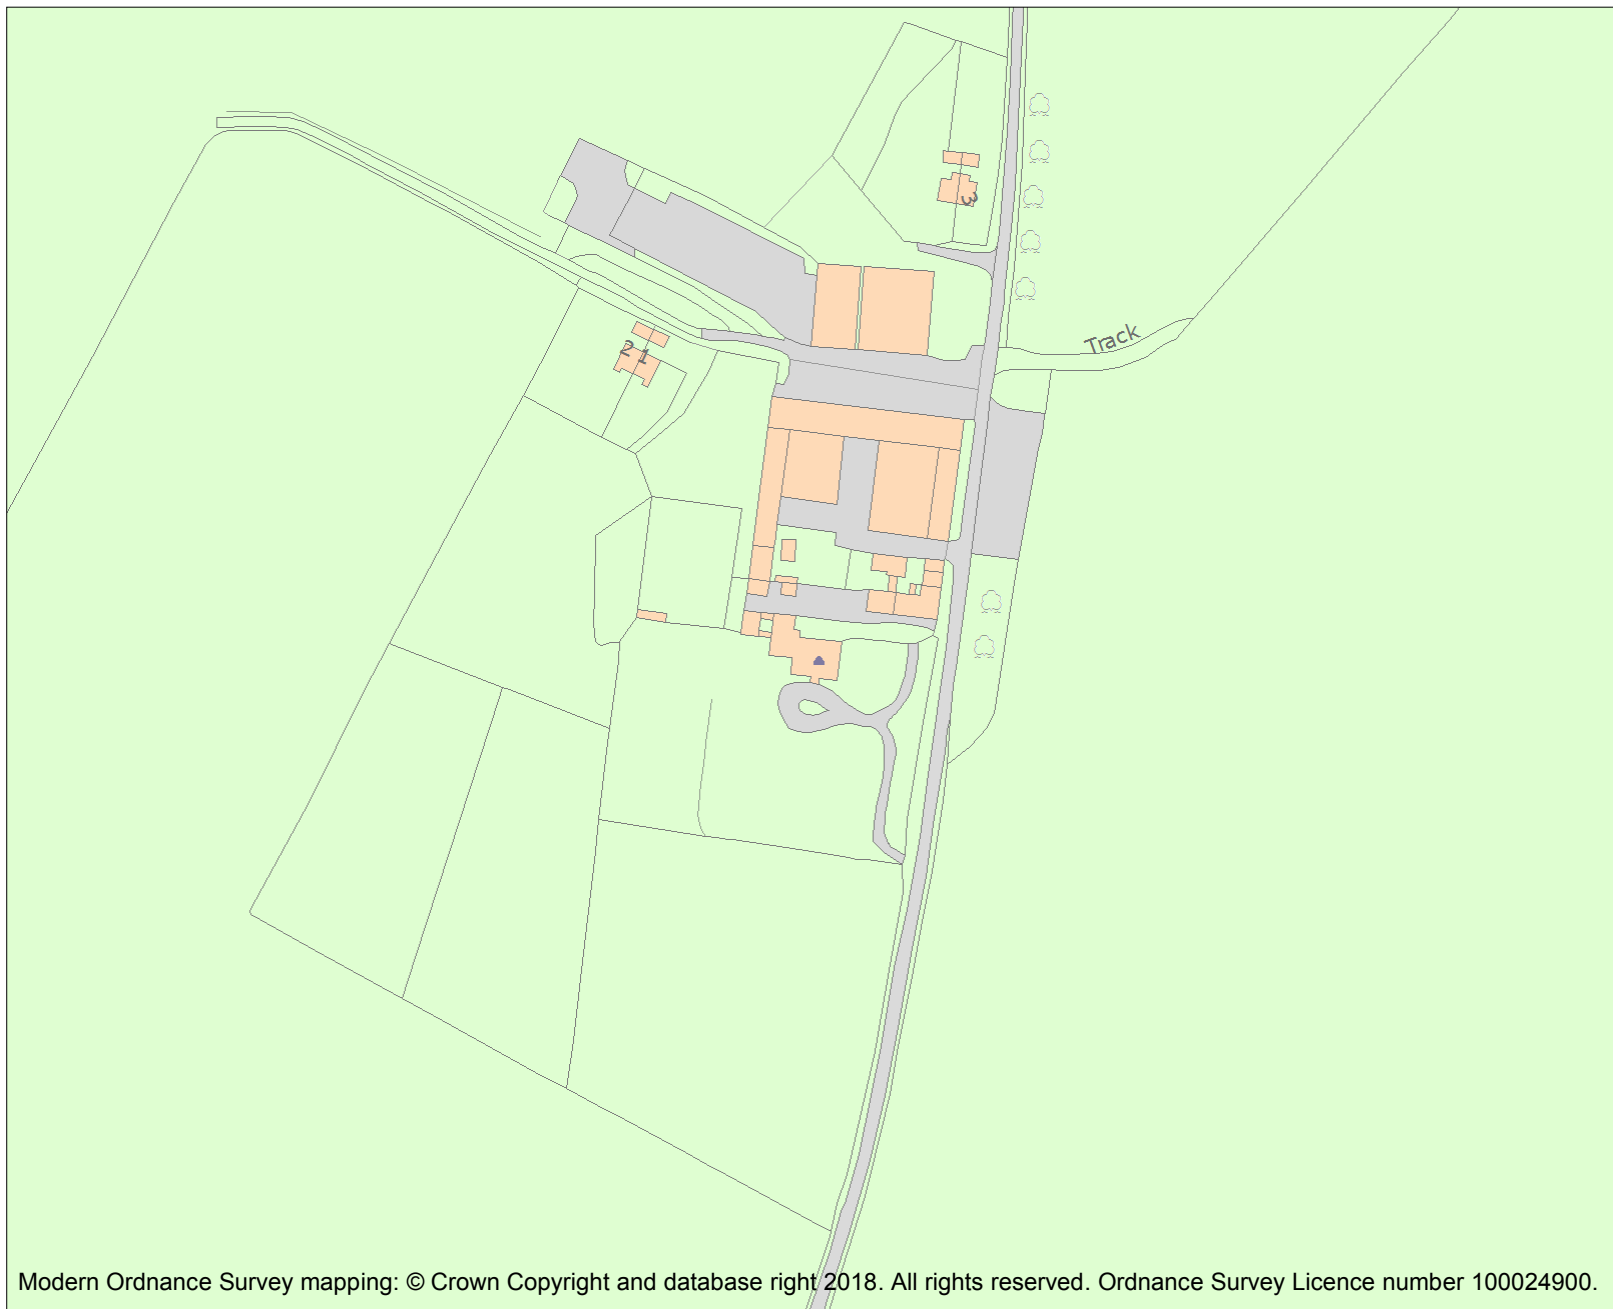 3
Track
2 1
Modern Ordnance Survey mapping: © Crown Copyright and database right 2018. All rights reserved. Ordnance Survey Licence number 100024900.